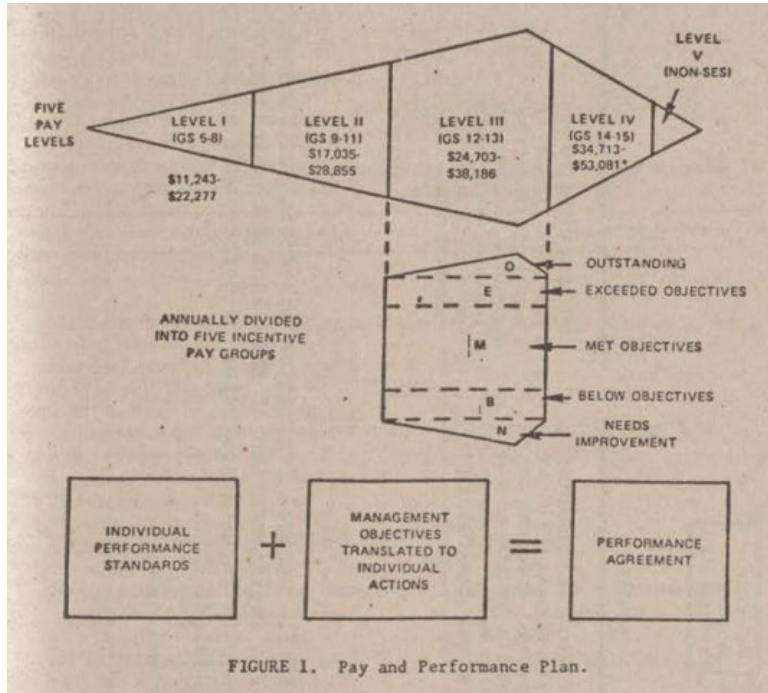 FIVE
PAY
LEVELS
LEVEL I
(GS 5-8)
$11,243-
$22,277
LEVEL II
(GS 9-11)
$17,035-
$28,855
LEVEL III
(GS 12-13)
$24,703-
$38,186
LEVEL IV
(GS 14-15)
$34,713-
$53,081*
LEVEL
V
(NON-SES)
ANNUALLY DIVIDED
INTO FIVE INCENTIVE
PAY GROUPS
O
OUTSTANDING
E
EXCEEDED OBJECTIVES
M
MET OBJECTIVES
B
BELOW OBJECTIVES
N
NEEDS
IMPROVEMENT
INDIVIDUAL
PERFORMANCE
STANDARDS
+
MANAGEMENT
OBJECTIVES
TRANSLATED TO
INDIVIDUAL
ACTIONS
=
PERFORMANCE
AGREEMENT
FIGURE 1. Pay and Performance Plan.